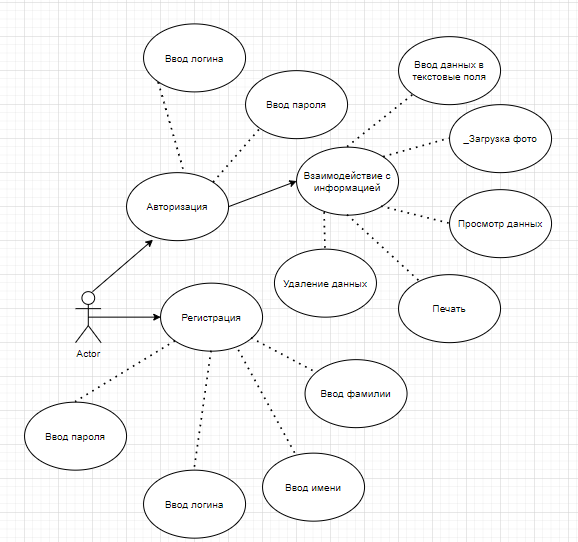 Ввод логина
Ввод данных в
текстовые поля
Ввод пароля
_Загрузка фото
Взаимодействие с
информацией
Авторизация
Просмотр данных
Удаление данных
Печать
Регистрация
Actor
Ввод фамилии
Ввод пароля
Ввод имени
Ввод логина